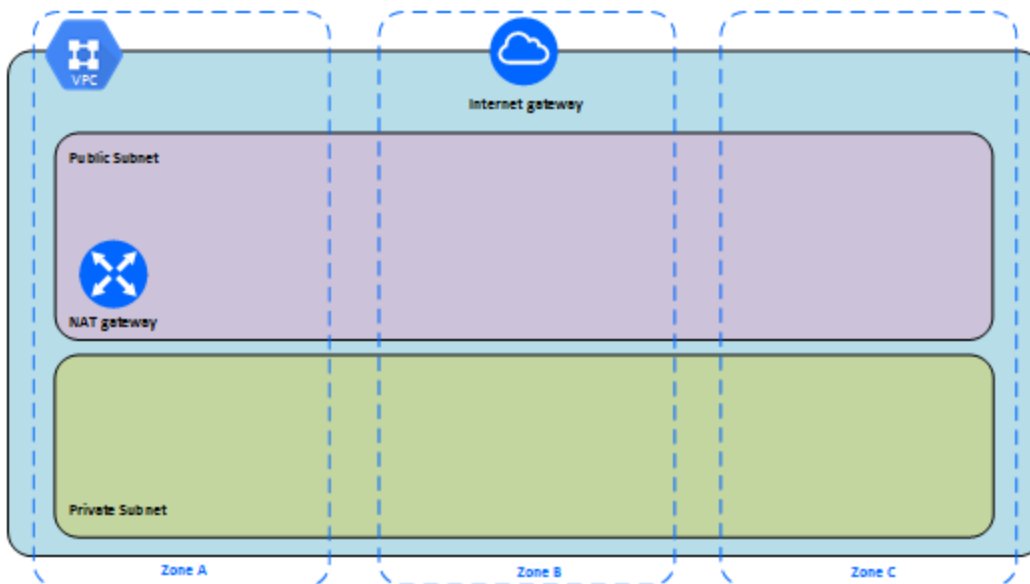 VPC
Internet gateway
Public Subnet
NAT gateway
Private Subnet
Zone A
Zone B
Zone C